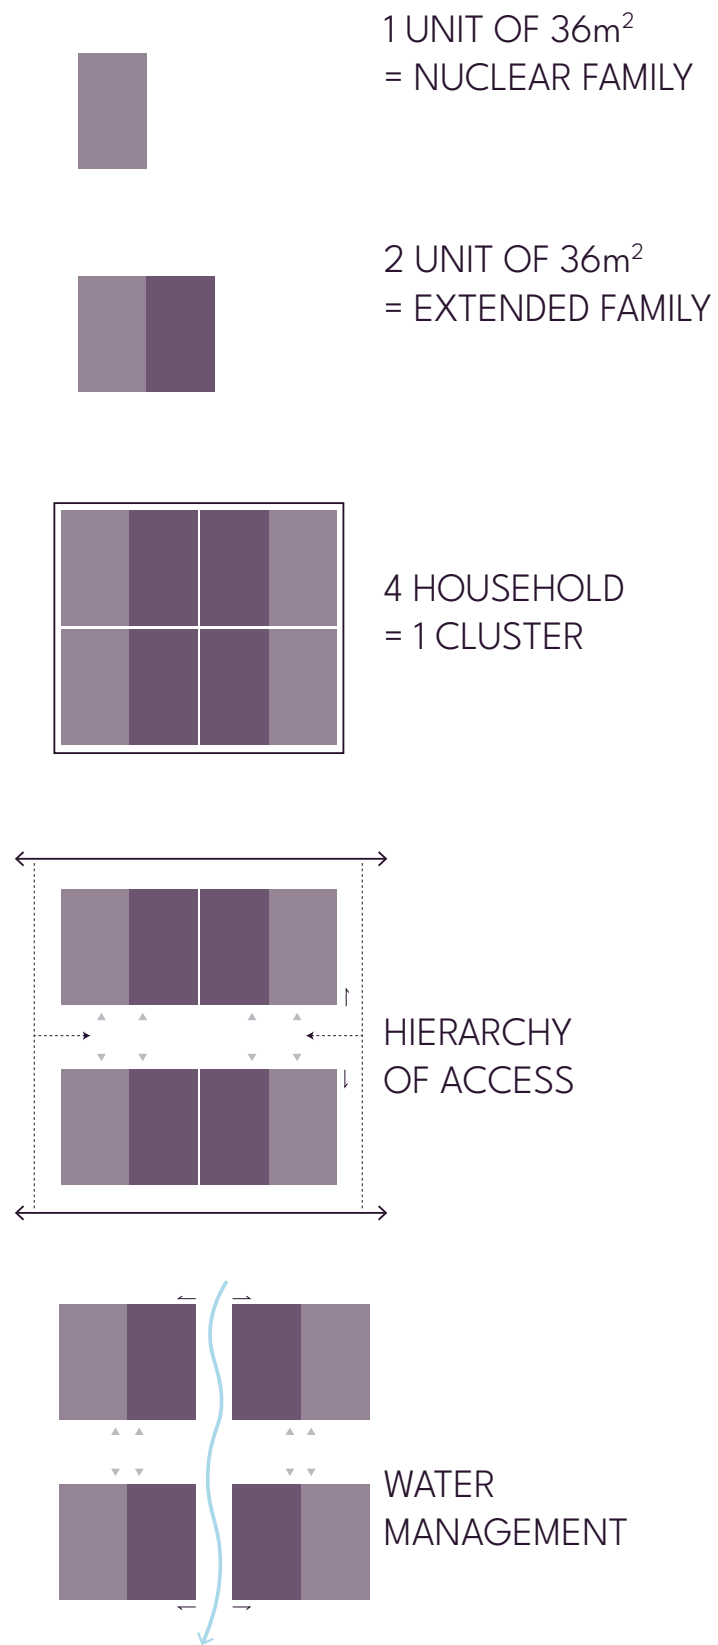 1 UNIT OF 36m²
= NUCLEAR FAMILY
2 UNIT OF 36m²
= EXTENDED FAMILY
4 HOUSEHOLD
= 1 CLUSTER
HIERARCHY
OF ACCESS
WATER
MANAGEMENT